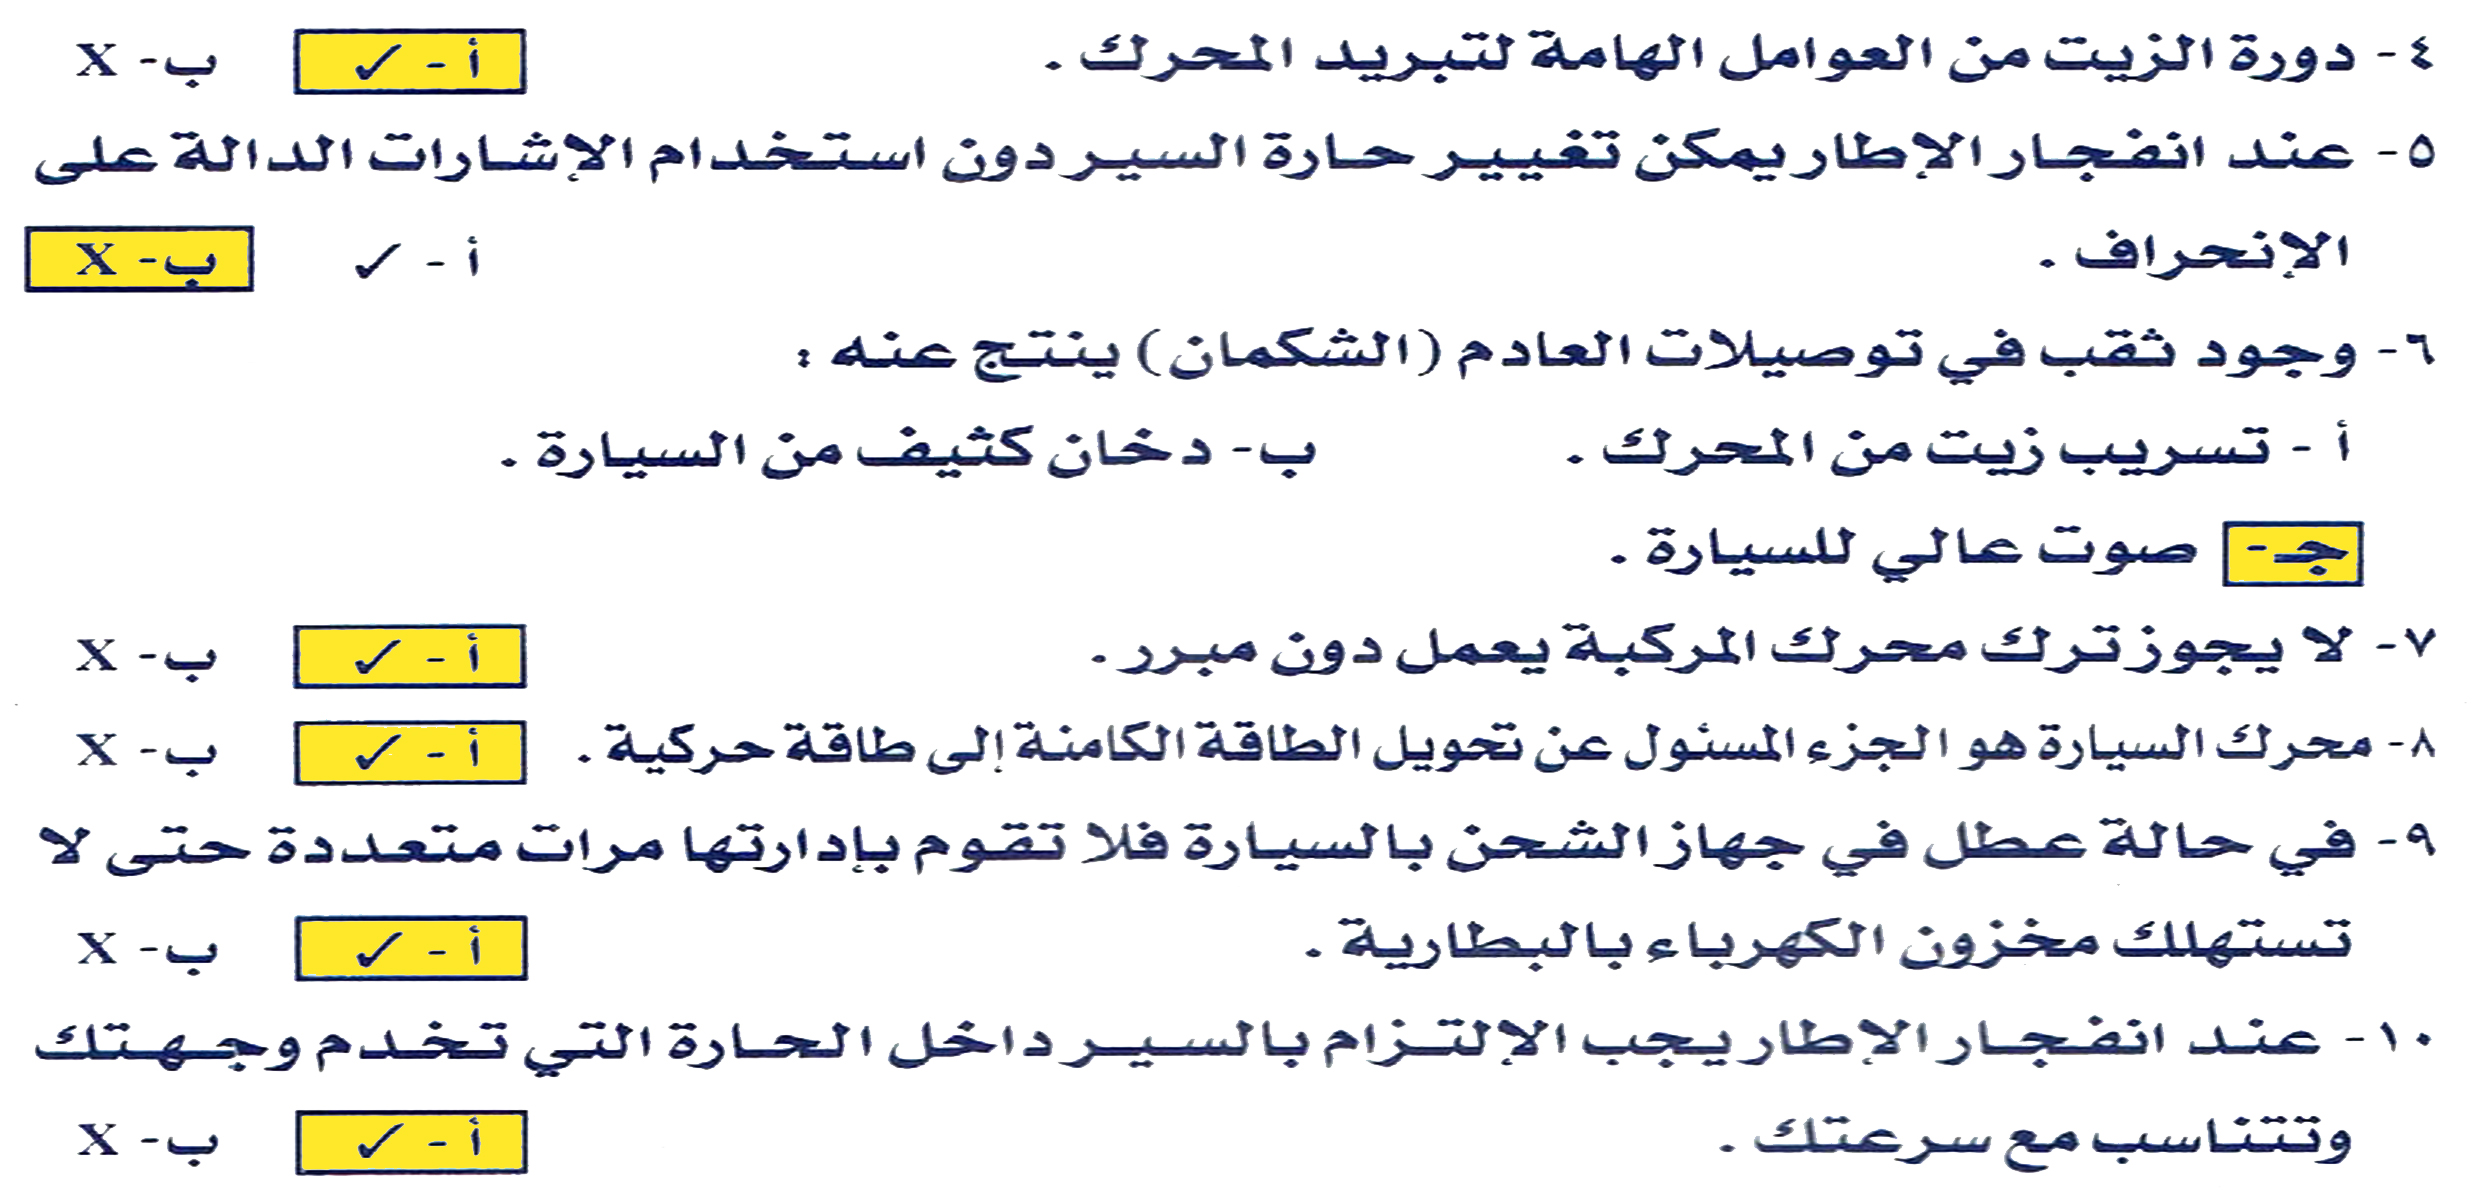 ٤- دورة الزيت من العوامل الهامة لتبريد المحرك . أ - ✓ ب- X
٥- عند انفجار الإطار يمكن تغيير حارة السير دون استخدام الإشارات الدالة على
الإنحراف . أ - ✓ ب- X
٦- وجود ثقب في توصيلات العادم (الشكمان) ينتج عنه :
أ - تسريب زيت من المحرك . ب- دخان كثيف من السيارة .
جـ- صوت عالي للسيارة .
٧- لا يجوز ترك محرك المركبة يعمل دون مبرر . أ - ✓ ب- X
٨- محرك السيارة هو الجزء المسئول عن تحويل الطاقة الكامنة إلى طاقة حركية . أ - ✓ ب- X
٩- في حالة عطل في جهاز الشحن بالسيارة فلا تقوم بإدارتها مرات متعددة حتى لا
تستهلك مخزون الكهرباء بالبطارية . أ - ✓ ب- X
١٠- عند انفجار الإطار يجب الإلتزام بالسير داخل الحارة التي تخدم وجهتك
وتتناسب مع سرعتك . أ - ✓ ب- X